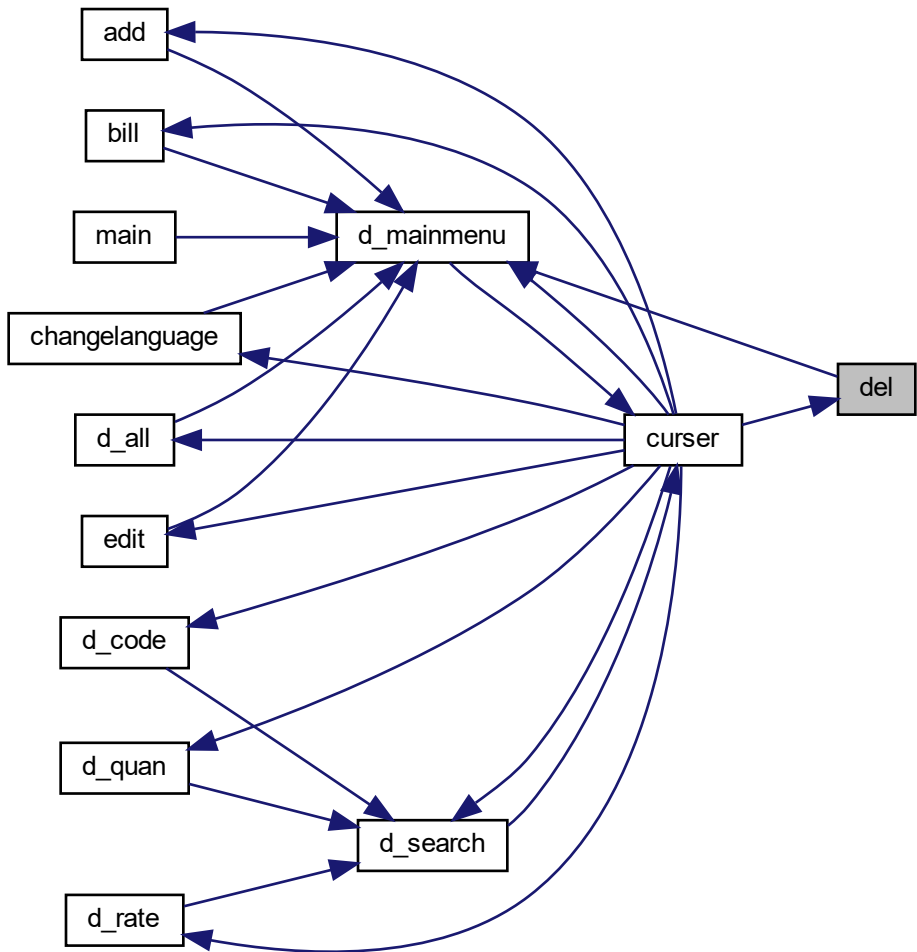 add
bill
main
d_mainmenu
changelanguage
del
d_all
curser
edit
d_code
d_quan
d_search
d_rate